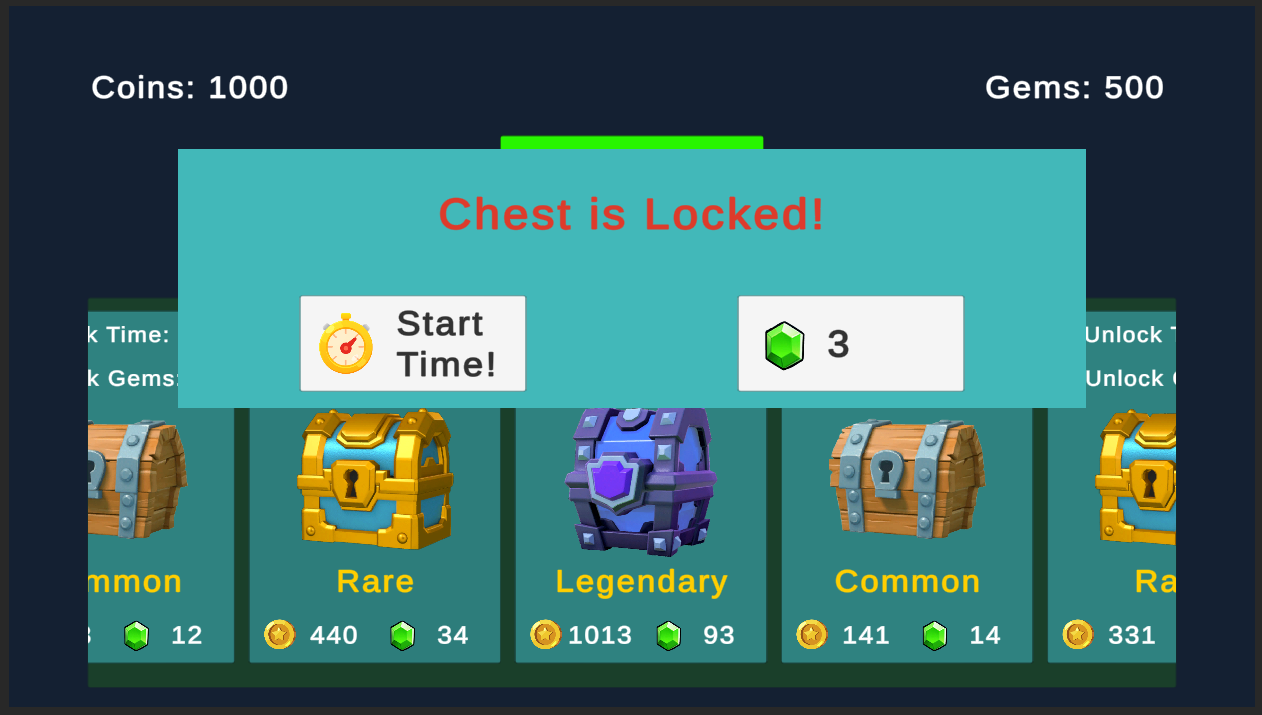 Coins: 1000
Gems: 500
Chest is Locked!
Start
Time!
3
k Time:
k Gems:
Unlock
Unlock
mmon
Rare
Legendary
Common
Ra
12
440
34
1013
93
141
14
331